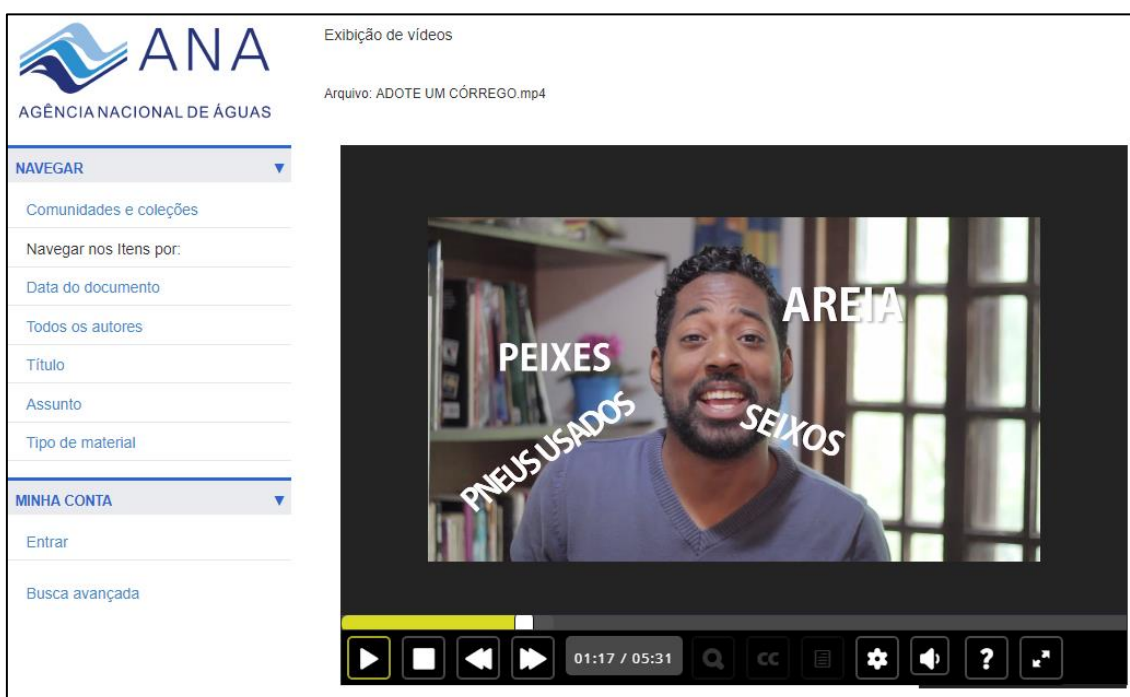 ANA
AGÊNCIA NACIONAL DE ÁGUAS
NAVEGAR
Comunidades e coleções
Navegar nos Itens por:
Data do documento
Todos os autores
Título
Assunto
Tipo de material
MINHA CONTA
Entrar
Busca avançada
Exibição de vídeos
Arquivo: ADOTE UM CÓRREGO.mp4
AREIA
PEIXES
PNEUS USADOS
SEIXOS
01:17 / 05:31
CC
?